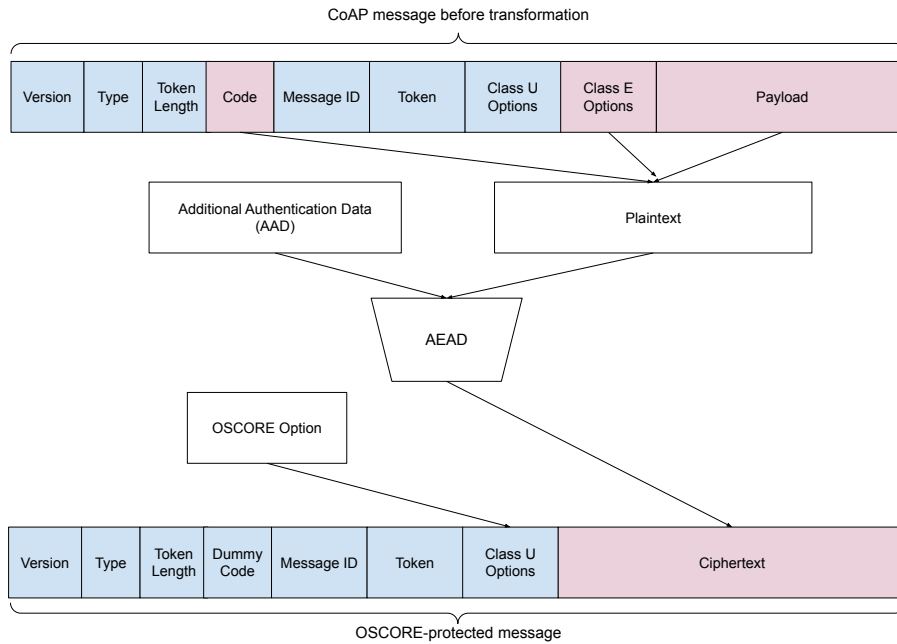 CoAP message before transformation
Version
Type
Token
Length
Code
Message ID
Token
Class U
Options
Class E
Options
Payload
Additional Authentication Data
(AAD)
Plaintext
AEAD
OSCORE Option
Version
Type
Token
Length
Dummy
Code
Message ID
Token
Class U
Options
Ciphertext
OSCORE-protected message